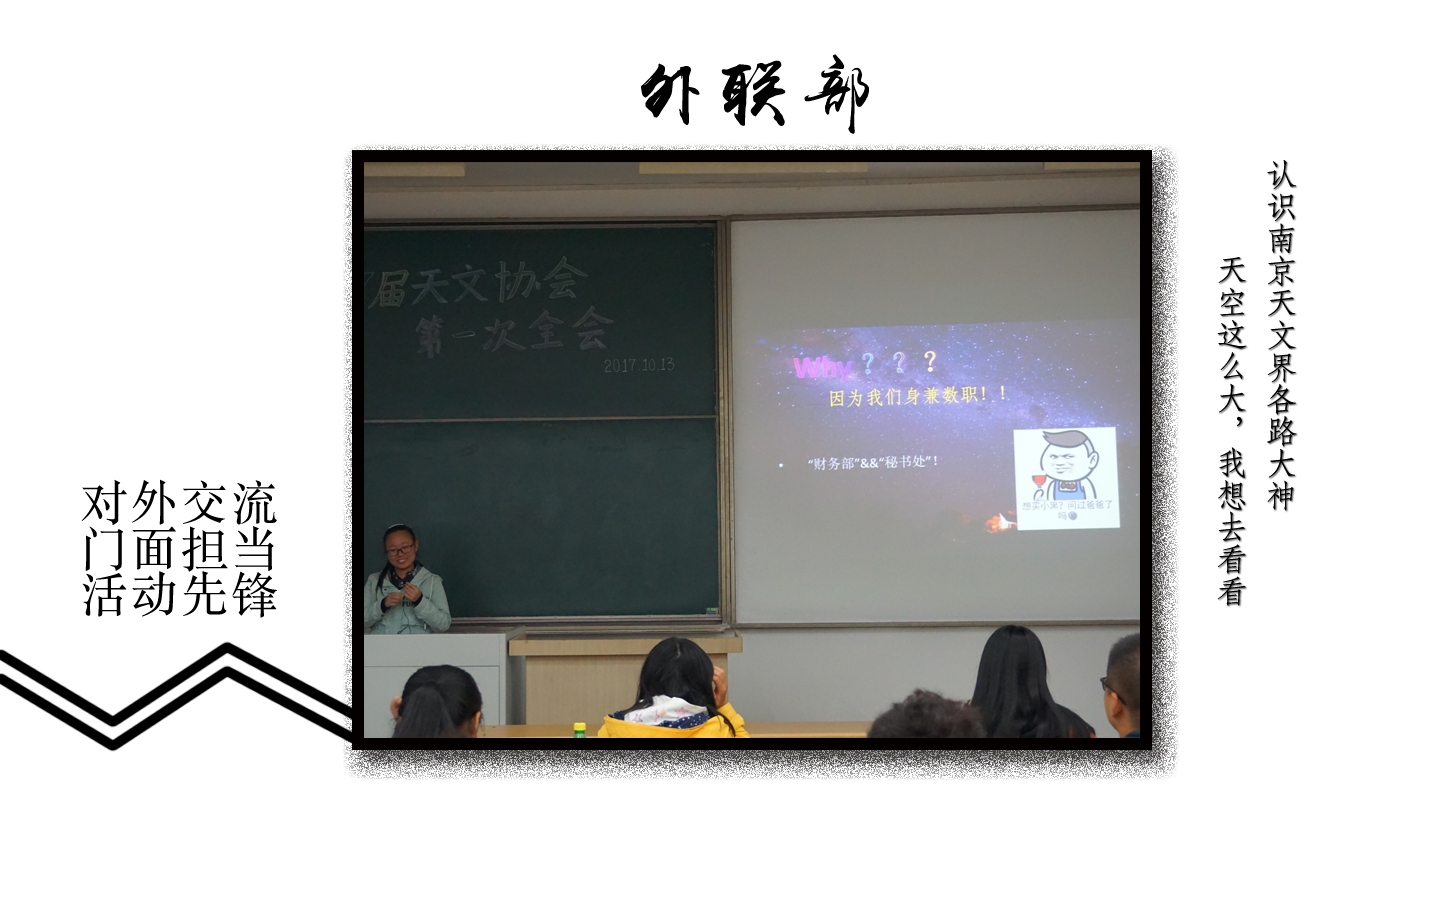 外联部
认识南京天文界各路大神
天空这么大，我想去看看
对外交流
门面担当
活动先锋
届天文协会
第一次全会
2017.10.13
Why？？？
因为我们身兼数职！！
• “财务部”&&“秘书处”！
想买小米？问过爸爸了
吗